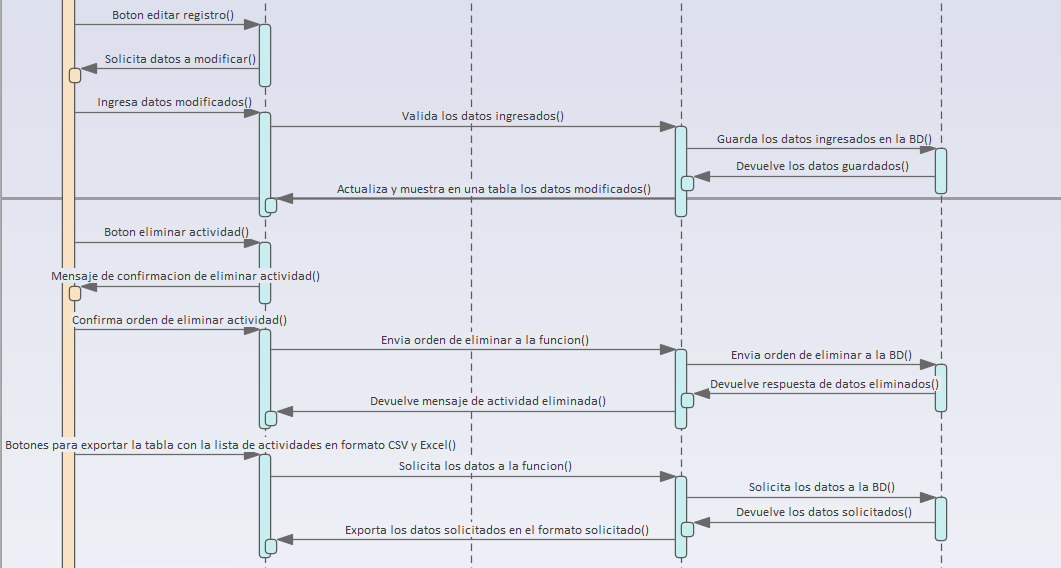 Boton editar registro()
Solicita datos a modificar()
Ingresa datos modificados()
Valida los datos ingresados()
Guarda los datos ingresados en la BD()
Devuelve los datos guardados()
Actualiza y muestra en una tabla los datos modificados()
Boton eliminar actividad()
Mensaje de confirmacion de eliminar actividad()
Confirma orden de eliminar actividad()
Envia orden de eliminar a la funcion()
Envia orden de eliminar a la BD()
Devuelve respuesta de datos eliminados()
Devuelve mensaje de actividad eliminada()
Botones para exportar la tabla con la lista de actividades en formato CSV y Excel()
Solicita los datos a la funcion()
Solicita los datos a la BD()
Devuelve los datos solicitados()
Exporta los datos solicitados en el formato solicitado()